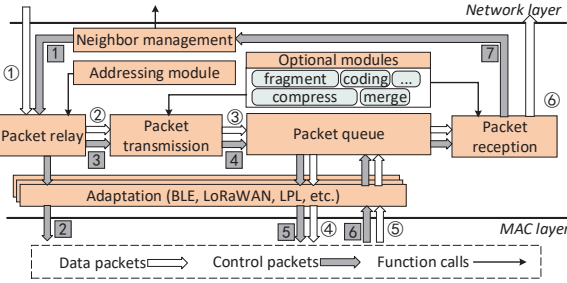 Network layer
Neighbor management
1
7
Optional modules
①
Addressing module
fragment
coding
...
compress
merge
②
③
⑥
Packet relay
Packet transmission
Packet queue
Packet reception
3
4
Adaptation (BLE, LoRaWAN, LPL, etc.)
2
5
④
6
⑤
MAC layer
Data packets
Control packets
Function calls